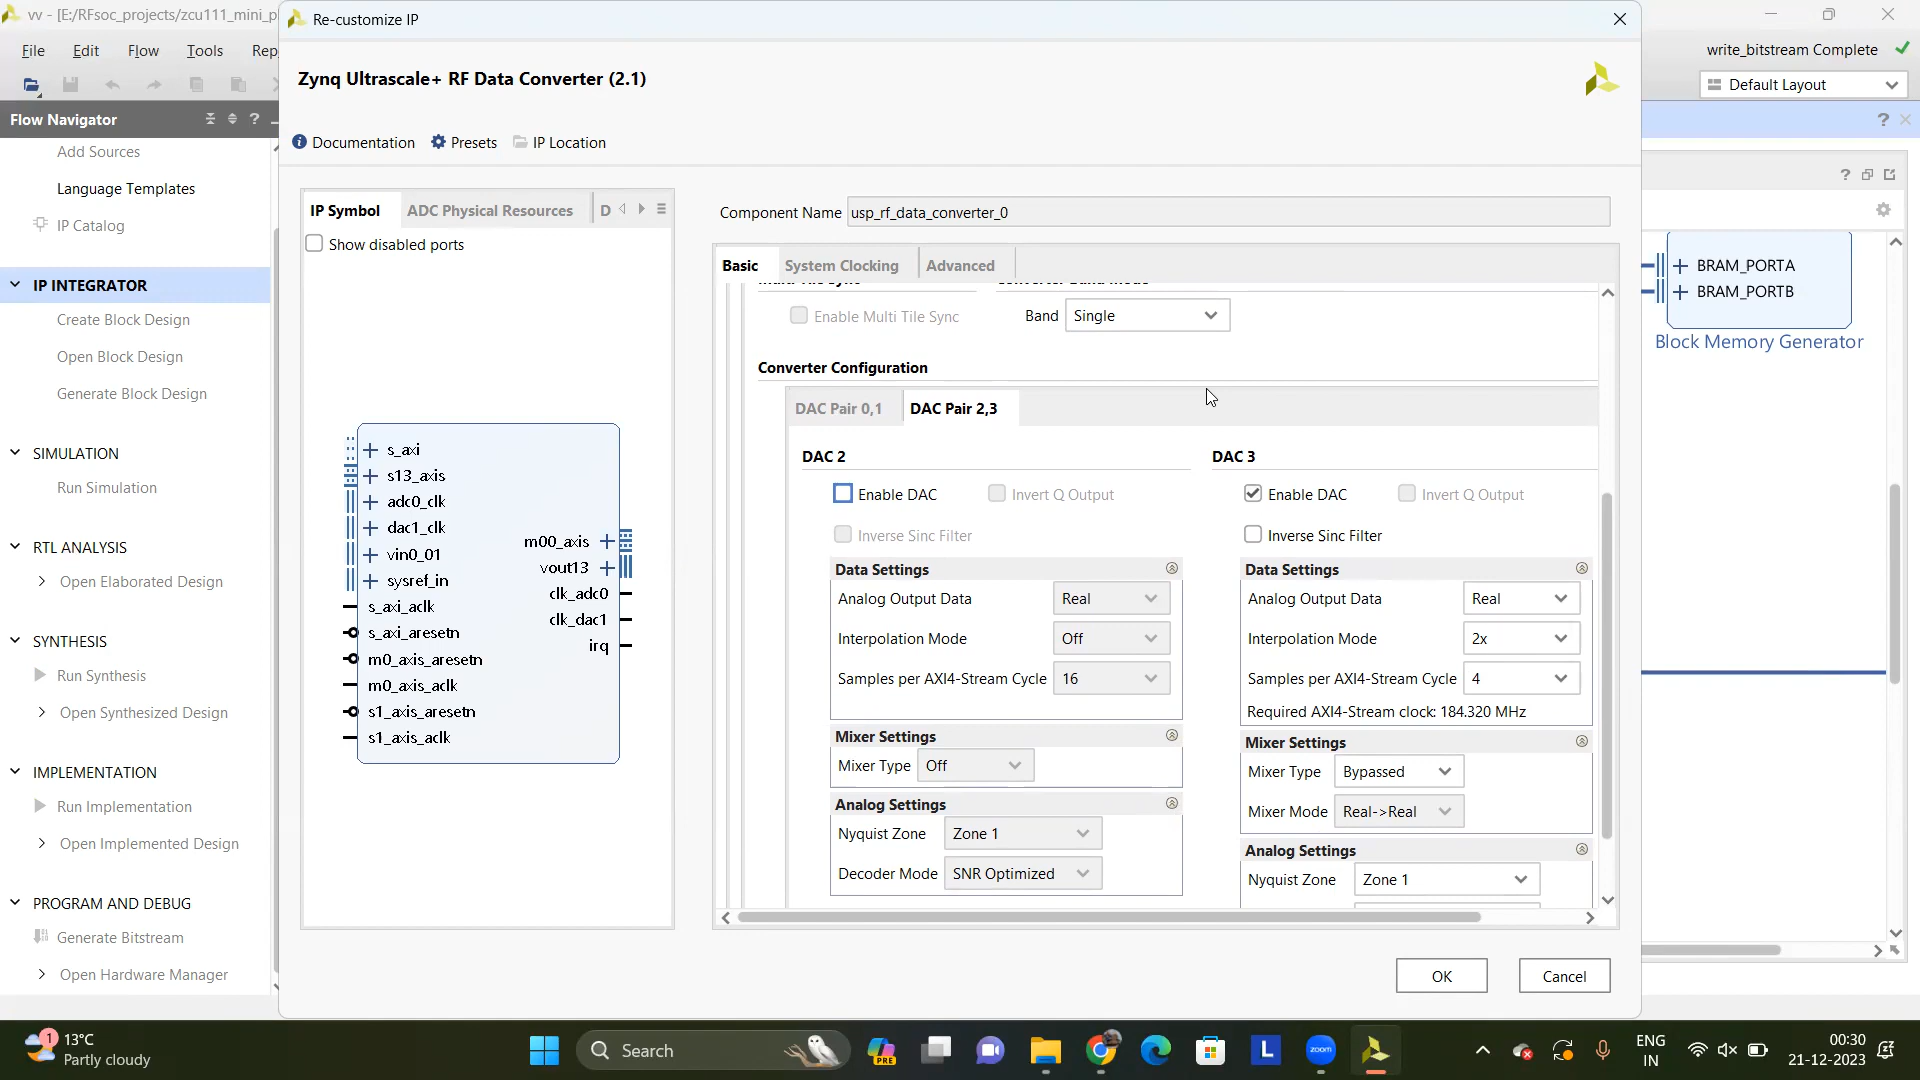 vv - [E:/RFsoc_projects/zcu111_mini_p
Re-customize IP
File Edit Flow Tools Rep
write_bitstream Complete
Default Layout
Zynq Ultrascale+ RF Data Converter (2.1)
Documentation Presets IP Location
Flow Navigator
Add Sources
Language Templates
IP Catalog
IP INTEGRATOR
Create Block Design
Open Block Design
Generate Block Design
SIMULATION
Run Simulation
RTL ANALYSIS
Open Elaborated Design
SYNTHESIS
Run Synthesis
Open Synthesized Design
IMPLEMENTATION
Run Implementation
Open Implemented Design
PROGRAM AND DEBUG
Generate Bitstream
Open Hardware Manager
IP Symbol ADC Physical Resources D
Show disabled ports
s_axi
s13_axis
adc0_clk
dac1_clk
vin0_01
sysref_in
s_axi_aclk
s_axi_aresetn
m0_axis_aresetn
m0_axis_aclk
s1_axis_aresetn
s1_axis_aclk
m00_axis
vout13
clk_adc0
clk_dac1
irq
Component Name usp_rf_data_converter_0
Basic System Clocking Advanced
Enable Multi Tile Sync Band Single
Converter Configuration
DAC Pair 0,1 DAC Pair 2,3
DAC 2
Enable DAC Invert Q Output
Inverse Sinc Filter
Data Settings
Analog Output Data Real
Interpolation Mode Off
Samples per AXI4-Stream Cycle 16
Mixer Settings
Mixer Type Off
Analog Settings
Nyquist Zone Zone 1
Decoder Mode SNR Optimized
DAC 3
Enable DAC Invert Q Output
Inverse Sinc Filter
Data Settings
Analog Output Data Real
Interpolation Mode 2x
Samples per AXI4-Stream Cycle 4
Required AXI4-Stream clock: 184.320 MHz
Mixer Settings
Mixer Type Bypassed
Mixer Mode Real->Real
Analog Settings
Nyquist Zone Zone 1
OK Cancel
BRAM_PORTA
BRAM_PORTB
Block Memory Generator
1
13°C
Partly cloudy
Search
PRE
L
zoom
ENG
IN
00:30
21-12-2023